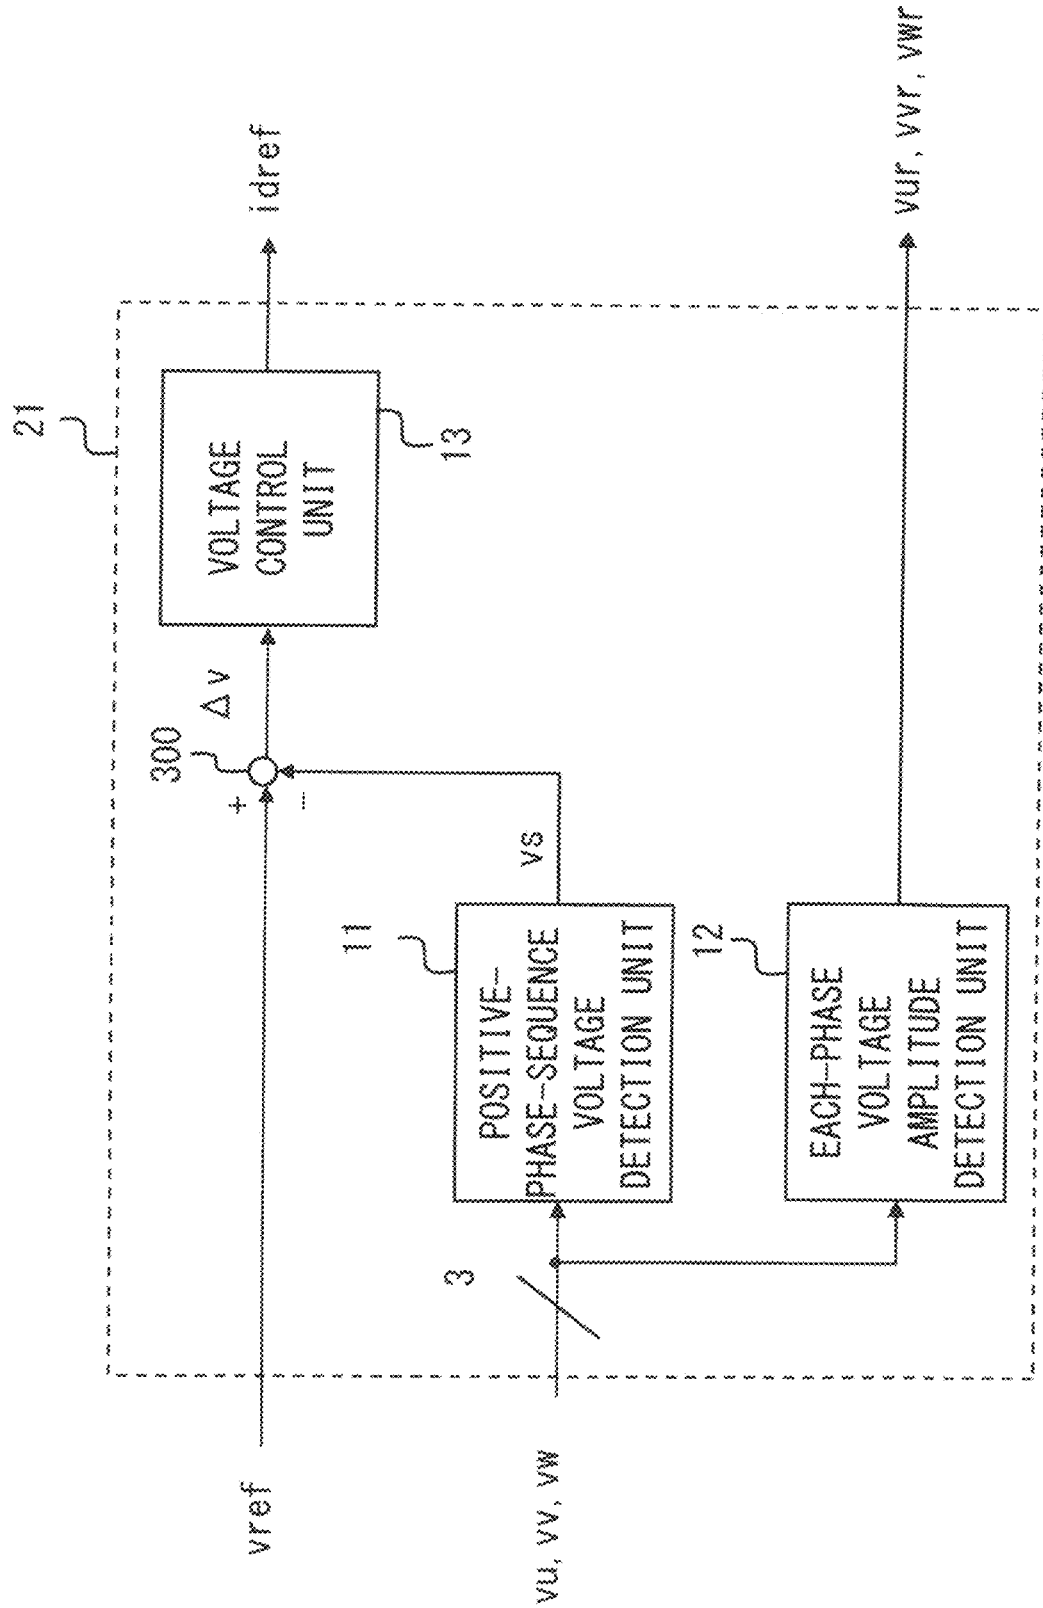 21
vref
+
-
300
Δv
VOLTAGE
CONTROL
UNIT
13
idref
vu, vv, vw
3
11
POSITIVE-
PHASE-SEQUENCE
VOLTAGE
DETECTION UNIT
vs
12
EACH-PHASE
VOLTAGE
AMPLITUDE
DETECTION UNIT
vur, vvr, vwr